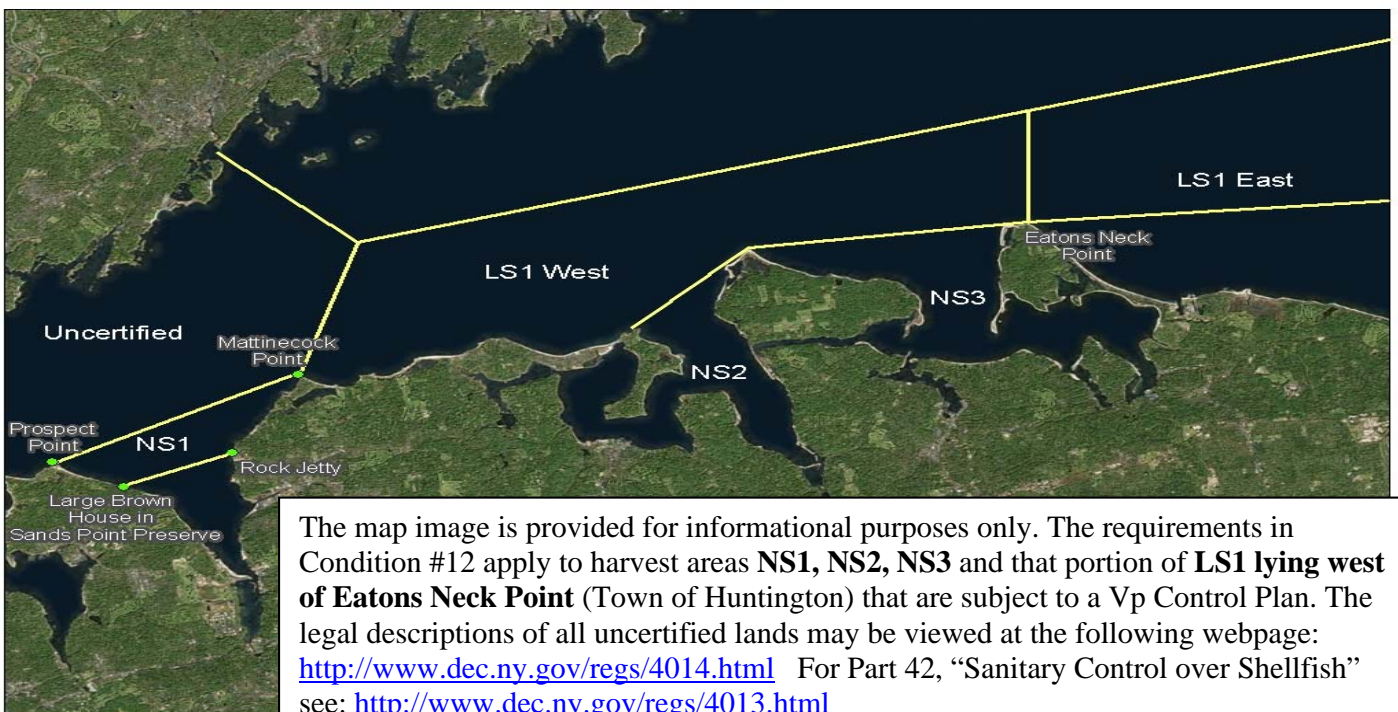 LS1 East
Eatons Neck
Point
LS1 West
NS3
Uncertified
Mattinecock
Point
NS2
Prospect
Point
NS1
Rock Jetty
Large Brown
House in
Sands Point Preserve
The map image is provided for informational purposes only. The requirements in
Condition #12 apply to harvest areas NS1, NS2, NS3 and that portion of LS1 lying west
of Eatons Neck Point (Town of Huntington) that are subject to a Vp Control Plan. The
legal descriptions of all uncertified lands may be viewed at the following webpage:
http://www.dec.ny.gov/regs/4014.html For Part 42, “Sanitary Control over Shellfish”
see: http://www.dec.ny.gov/regs/4013.html